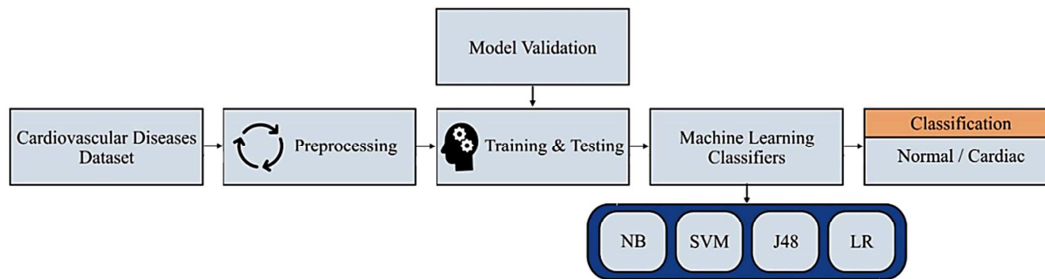 Model Validation
Cardiovascular Diseases
Dataset
Preprocessing
Training & Testing
Machine Learning
Classifiers
Classification
Normal / Cardiac
NB
SVM
J48
LR